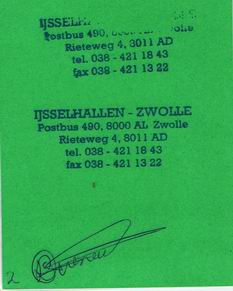 IJSSELHA
Postbus 490, Zwolle
Rieteweg 4, 8011 AD
tel. 038 - 421 18 43
fax 038 - 421 13 22
IJSSELHALLEN - ZWOLLE
Postbus 490, 8000 AL Zwolle
Rieteweg 4, 8011 AD
tel. 038 - 421 18 43
fax 038 - 421 13 22
2